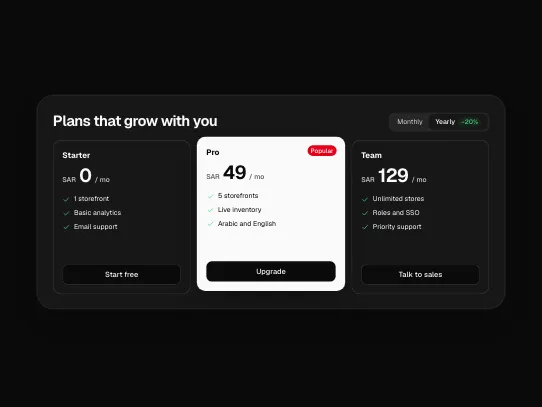 Plans that grow with you
Monthly
Yearly -20%
Starter
SAR 0 / mo
1 storefront
Basic analytics
Email support
Start free
Pro
Popular
SAR 49 / mo
5 storefronts
Live inventory
Arabic and English
Upgrade
Team
SAR 129 / mo
Unlimited stores
Roles and SSO
Priority support
Talk to sales